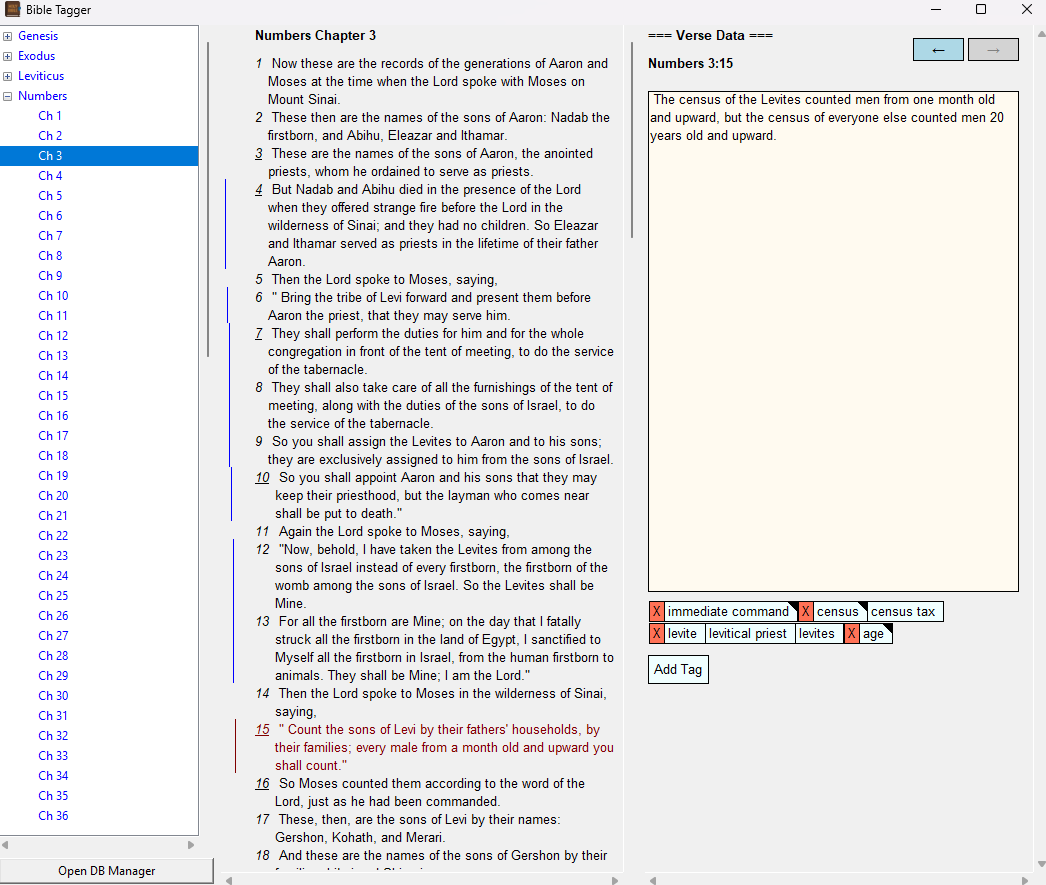 Bible Tagger
Genesis
Exodus
Leviticus
Numbers
Ch 1
Ch 2
Ch 3
Ch 4
Ch 5
Ch 6
Ch 7
Ch 8
Ch 9
Ch 10
Ch 11
Ch 12
Ch 13
Ch 14
Ch 15
Ch 16
Ch 17
Ch 18
Ch 19
Ch 20
Ch 21
Ch 22
Ch 23
Ch 24
Ch 25
Ch 26
Ch 27
Ch 28
Ch 29
Ch 30
Ch 31
Ch 32
Ch 33
Ch 34
Ch 35
Ch 36
Open DB Manager
Numbers Chapter 3
1 Now these are the records of the generations of Aaron and
Moses at the time when the Lord spoke with Moses on
Mount Sinai.
2 These then are the names of the sons of Aaron: Nadab the
firstborn, and Abihu, Eleazar and Ithamar.
3 These are the names of the sons of Aaron, the anointed
priests, whom he ordained to serve as priests.
4 But Nadab and Abihu died in the presence of the Lord
when they offered strange fire before the Lord in the
wilderness of Sinai; and they had no children. So Eleazar
and Ithamar served as priests in the lifetime of their father
Aaron.
5 Then the Lord spoke to Moses, saying,
6 " Bring the tribe of Levi forward and present them before
Aaron the priest, that they may serve him.
7 They shall perform the duties for him and for the whole
congregation in front of the tent of meeting, to do the service
of the tabernacle.
8 They shall also take care of all the furnishings of the tent of
meeting, along with the duties of the sons of Israel, to do
the service of the tabernacle.
9 So you shall assign the Levites to Aaron and to his sons;
they are exclusively assigned to him from the sons of Israel.
10 So you shall appoint Aaron and his sons that they may
keep their priesthood, but the layman who comes near
shall be put to death."
11 Again the Lord spoke to Moses, saying,
12 "Now, behold, I have taken the Levites from among the
sons of Israel instead of every firstborn, the firstborn of the
womb among the sons of Israel. So the Levites shall be
Mine.
13 For all the firstborn are Mine; on the day that I fatally
struck all the firstborn in the land of Egypt, I sanctified to
Myself all the firstborn in Israel, from the human firstborn to
animals. They shall be Mine; I am the Lord."
14 Then the Lord spoke to Moses in the wilderness of Sinai,
saying,
15 " Count the sons of Levi by their fathers' households, by
their families; every male from a month old and upward you
shall count."
16 So Moses counted them according to the word of the
Lord, just as he had been commanded.
17 These, then, are the sons of Levi by their names:
Gershon, Kohath, and Merari.
18 And these are the names of the sons of Gershon by their
=== Verse Data ===
← →
Numbers 3:15
The census of the Levites counted men from one month old
and upward, but the census of everyone else counted men 20
years old and upward.
X immediate command X census census tax
X levite levitical priest levites X age
Add Tag